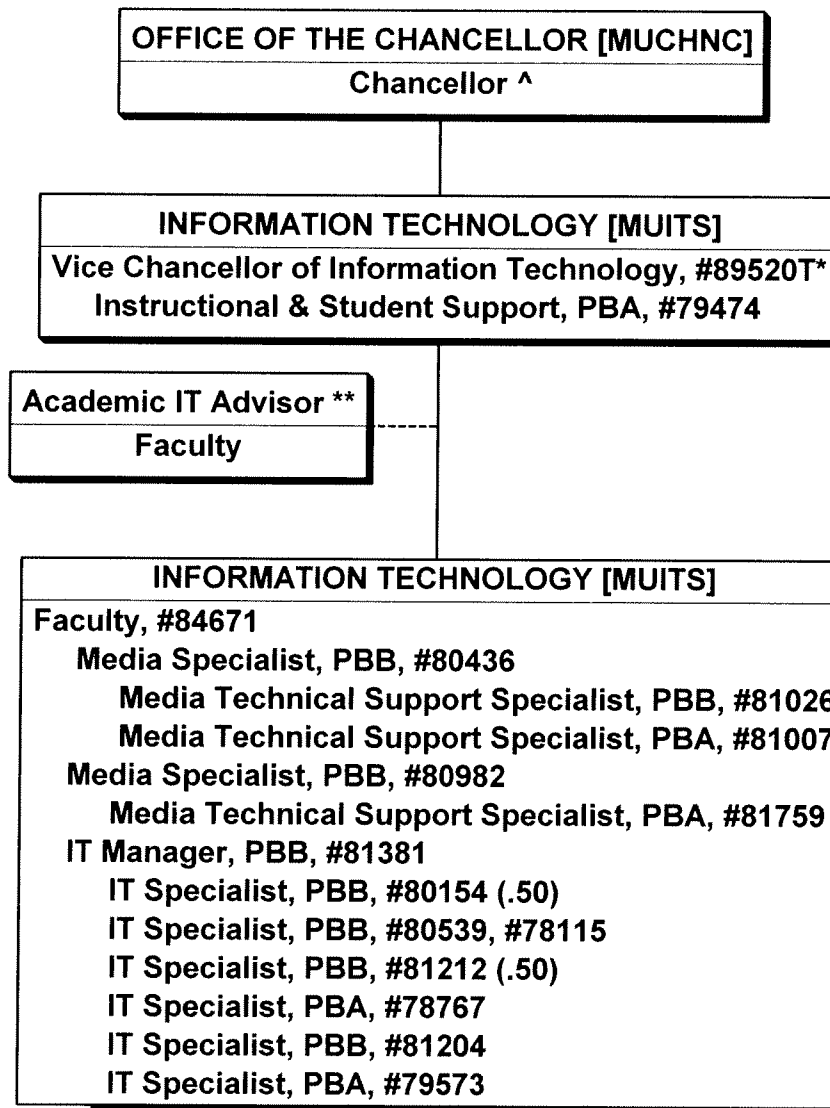 OFFICE OF THE CHANCELLOR [MUCHNC]
Chancellor ^
INFORMATION TECHNOLOGY [MUITS]
Vice Chancellor of Information Technology, #89520T*
Instructional & Student Support, PBA, #79474
Academic IT Advisor **
Faculty
INFORMATION TECHNOLOGY [MUITS]
Faculty, #84671
Media Specialist, PBB, #80436
Media Technical Support Specialist, PBB, #81026
Media Technical Support Specialist, PBA, #81007
Media Specialist, PBB, #80982
Media Technical Support Specialist, PBA, #81759
IT Manager, PBB, #81381
IT Specialist, PBB, #80154 (.50)
IT Specialist, PBB, #80539, #78115
IT Specialist, PBB, #81212 (.50)
IT Specialist, PBA, #78767
IT Specialist, PBB, #81204
IT Specialist, PBA, #79573